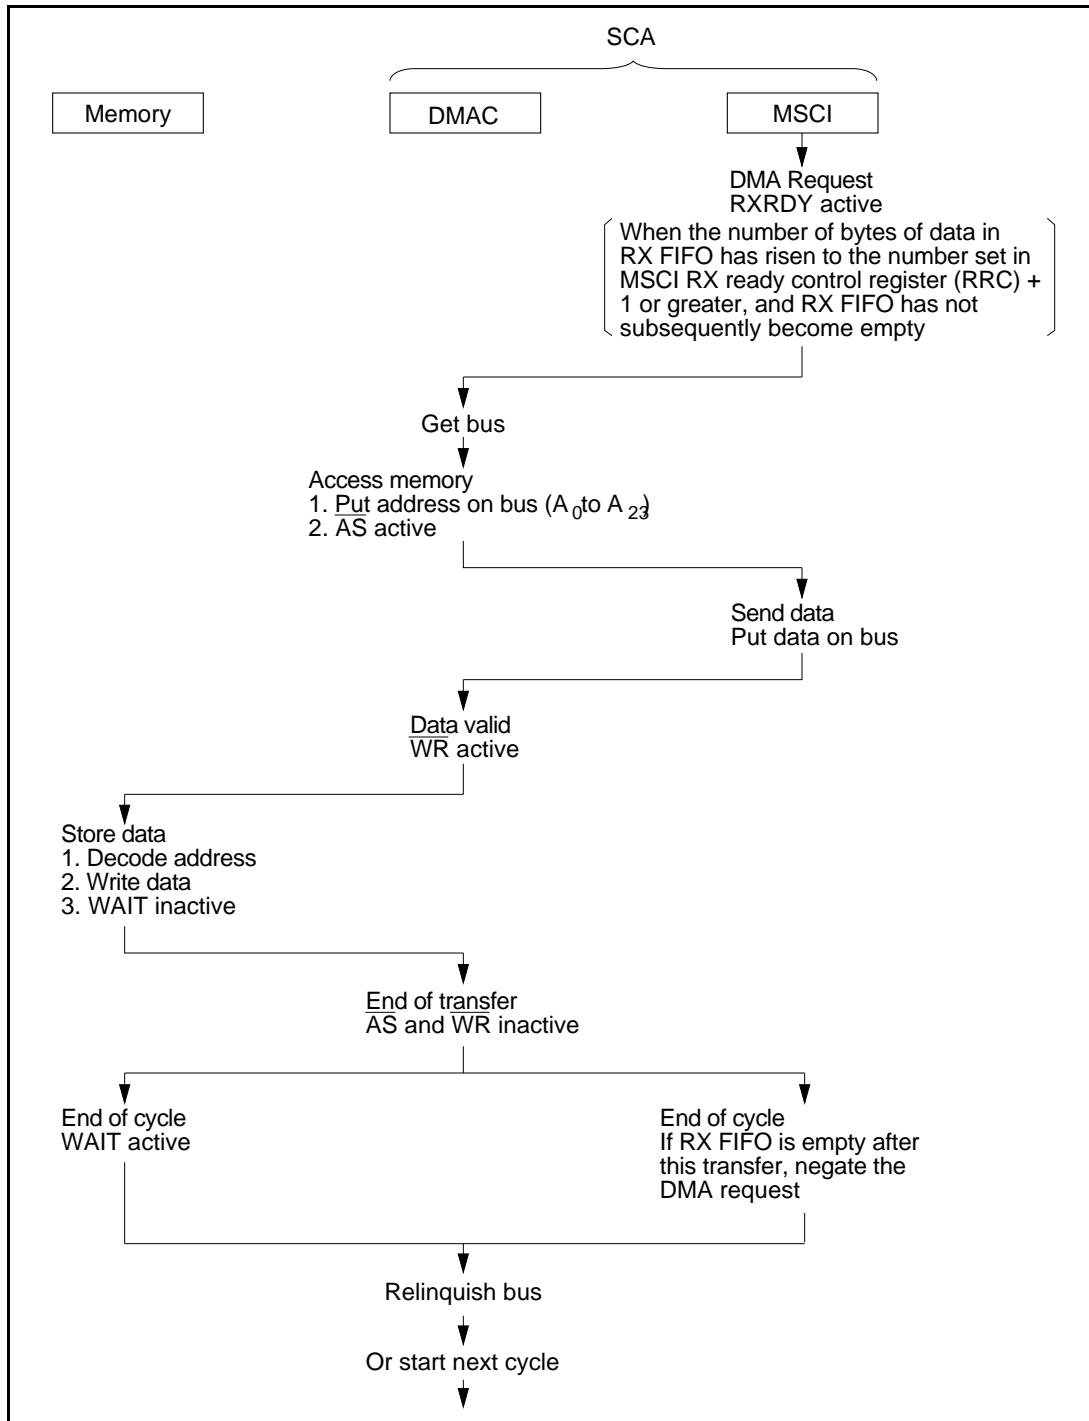 SCA
Memory
DMAC
MSCI
DMA Request
RXRDY active
When the number of bytes of data in
RX FIFO has risen to the number set in
MSCI RX ready control register (RRC) +
1 or greater, and RX FIFO has not
subsequently become empty
Get bus
Access memory
1. Put address on bus (A0 to A23)
2. A̅S̅ active
Send data
Put data on bus
Data valid
W̅R̅ active
Store data
1. Decode address
2. Write data
3. WAIT inactive
End of transfer
A̅S̅ and W̅R̅ inactive
End of cycle
WAIT active
End of cycle
If RX FIFO is empty after
this transfer, negate the
DMA request
Relinquish bus
Or start next cycle